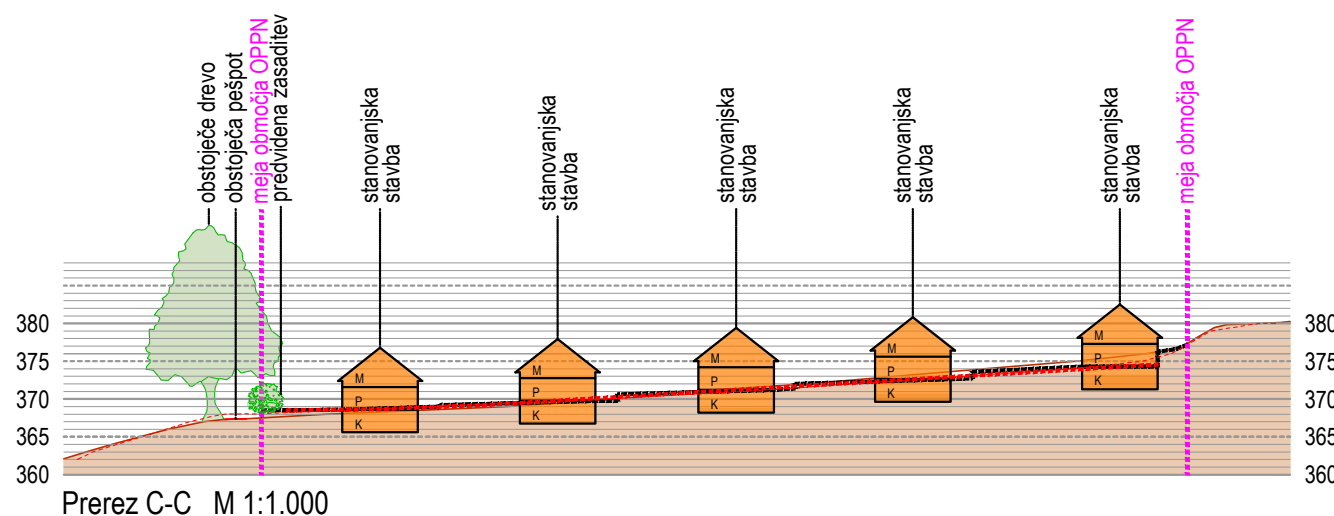 obstoječe drevo
obstoječa pešpot
meja območja OPPN
predvidena zasaditev
stanovanjska
stavba
stanovanjska
stavba
stanovanjska
stavba
stanovanjska
stavba
stanovanjska
stavba
meja območja OPPN
380
375
370
365
360
M
P
K
M
P
K
M
P
K
M
P
K
M
P
K
380
375
370
365
360
Prerez C-C M 1:1.000